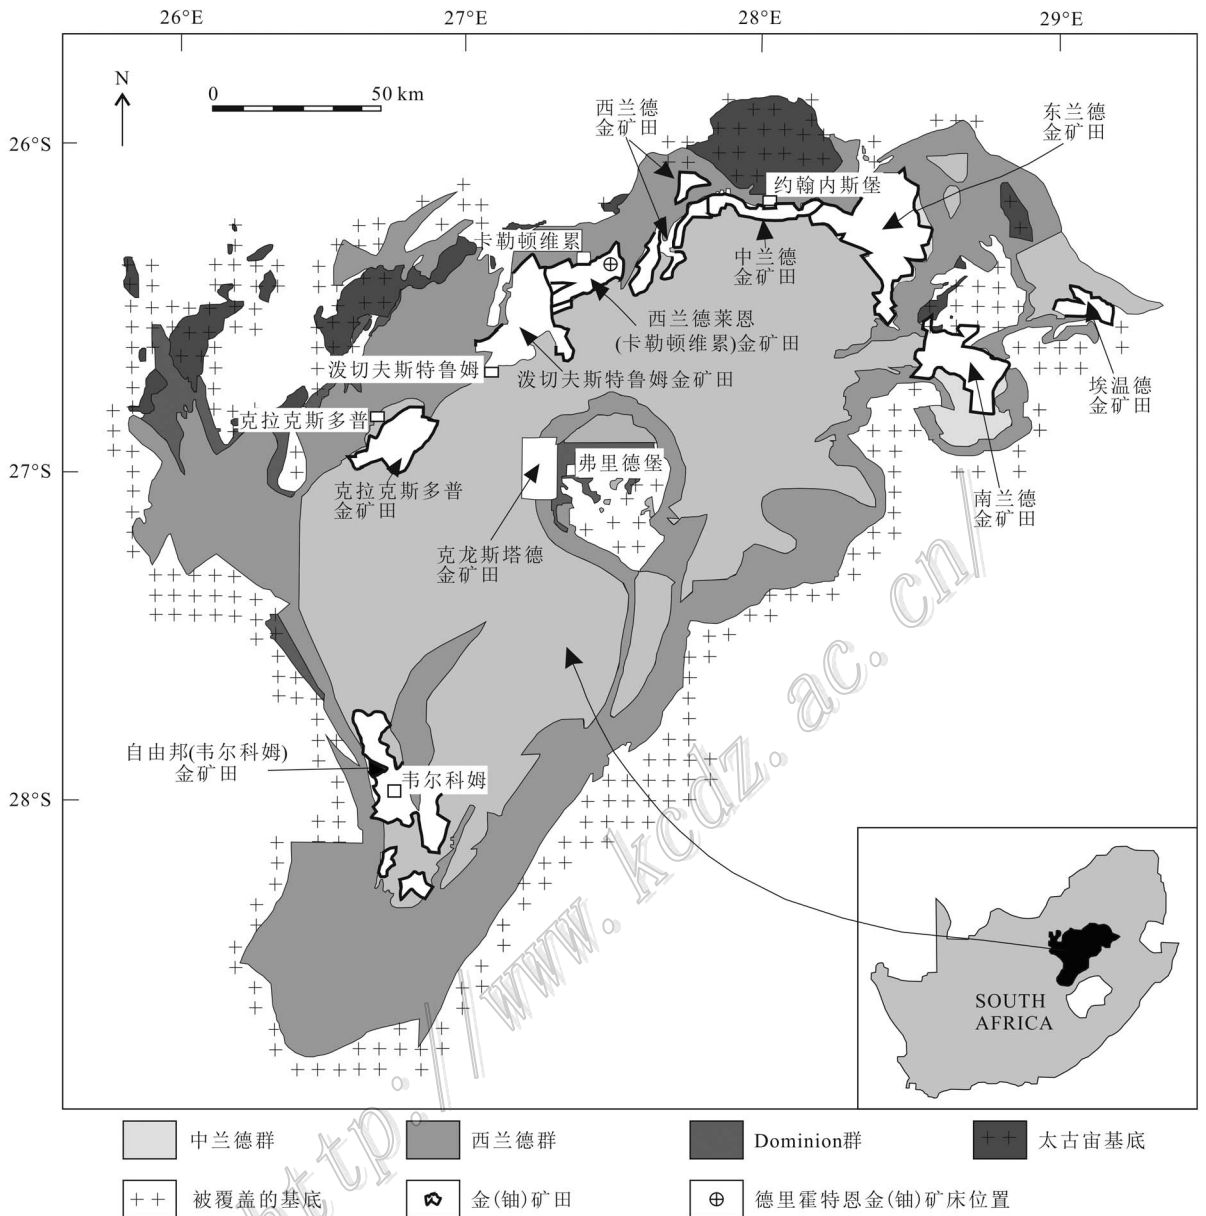 26°E 27°E 28°E 29°E
N
0 50 km
西兰德
金矿田
东兰德
金矿田
26°S
约翰内斯堡
卡勒顿维累
中兰德
金矿田
西兰德莱恩
(卡勒顿维累)金矿田
泼切夫斯特鲁姆
泼切夫斯特鲁姆金矿田
埃温德
金矿田
克拉克斯多普
27°S
弗里德堡
克拉克斯多普
金矿田
南兰德
金矿田
克龙斯塔德
金矿田
自由邦(韦尔科姆)
金矿田
韦尔科姆
28°S
SOUTH
AFRICA
http://www.kcdz.ac.cn/
中兰德群 西兰德群 Dominion群 太古宙基底
被覆盖的基底 金(铀)矿田 德里霍特恩金(铀)矿床位置